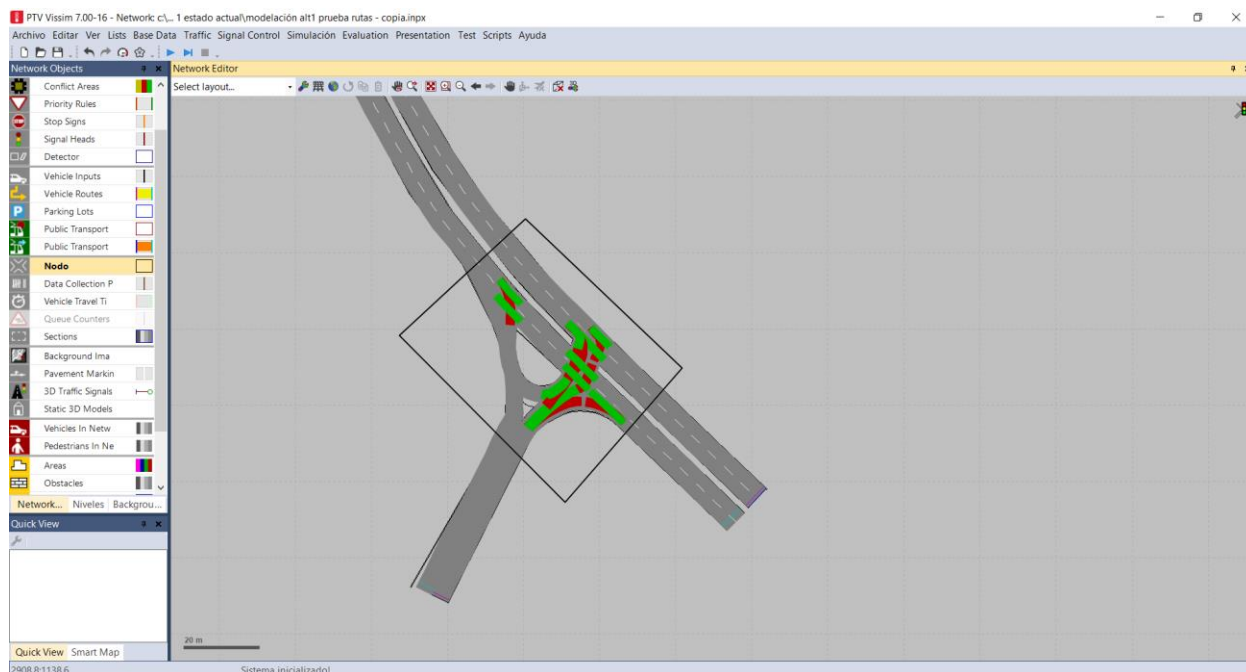 PTV Vissim 7.00-16 - Network: c:\... 1 estado actual\modelación alt1 prueba rutas - copia.inpx
Archivo Editar Ver Lists Base Data Traffic Signal Control Simulación Evaluation Presentation Test Scripts Ayuda
Network Objects
Network Editor
Select layout...
Conflict Areas
Priority Rules
Stop Signs
Signal Heads
Detector
Vehicle Inputs
Vehicle Routes
Parking Lots
Public Transport
Public Transport
Nodo
Data Collection P
Vehicle Travel Ti
Queue Counters
Sections
Background Ima
Pavement Markin
3D Traffic Signals
Static 3D Models
Vehicles In Netw
Pedestrians In Ne
Areas
Obstacles
Network... Niveles Backgrou...
Quick View
Quick View Smart Map
20 m
2908.8:1138.6
Sistema inicializado!